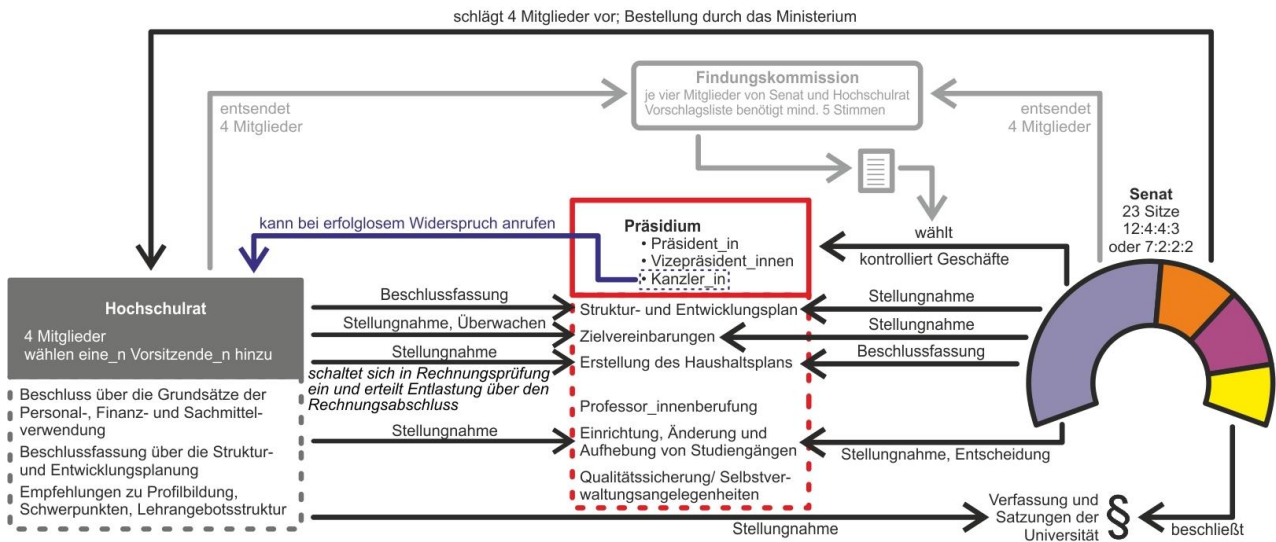 schlägt 4 Mitglieder vor; Bestellung durch das Ministerium
Findungskommission
je vier Mitglieder von Senat und Hochschulrat
Vorschlagsliste benötigt mind. 5 Stimmen
entsendet
4 Mitglieder
entsendet
4 Mitglieder
Senat
23 Sitze
12:4:4:3
oder 7:2:2:2
kann bei erfolglosem Widerspruch anrufen
Präsidium
• Präsident_in
• Vizepräsident_innen
• Kanzler_in
wählt
kontrolliert Geschäfte
Hochschulrat
4 Mitglieder
wählen eine_n Vorsitzende_n hinzu
Beschlussfassung
Stellungnahme, Überwachen
Stellungnahme
schaltet sich in Rechnungsprüfung
ein und erteilt Entlastung über den
Rechnungsabschluss
Stellungnahme
Struktur- und Entwicklungsplan
Zielvereinbarungen
Erstellung des Haushaltsplans
Professor_innenberufung
Einrichtung, Änderung und
Aufhebung von Studiengängen
Qualitätssicherung/ Selbstver-
waltungsangelegenheiten
Stellungnahme
Stellungnahme
Beschlussfassung
Stellungnahme, Entscheidung
Beschluss über die Grundsätze der
Personal-, Finanz- und Sachmittel-
verwendung
Beschlussfassung über die Struktur-
und Entwicklungsplanung
Empfehlungen zu Profilbildung,
Schwerpunkten, Lehrangebotsstruktur
Stellungnahme
Verfassung und
Satzungen der
Universität
§
beschließt